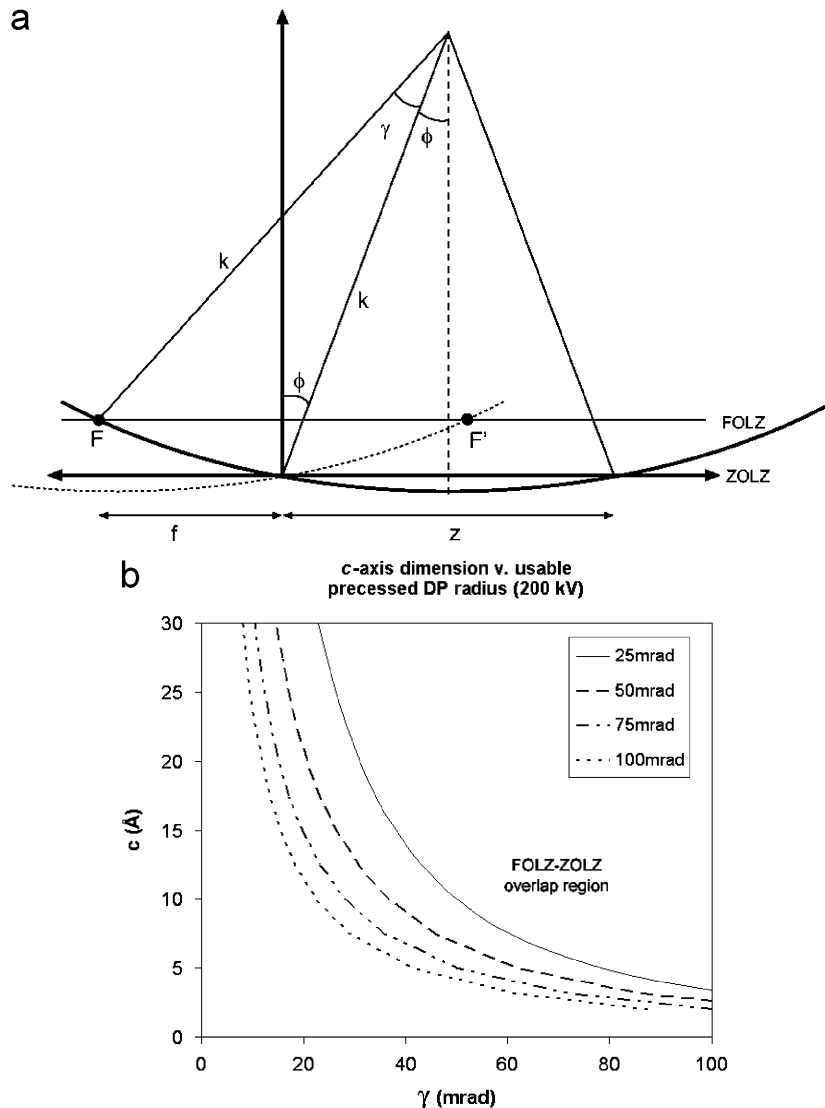 a
γ
ϕ
k
k
ϕ
F
F'
FOLZ
ZOLZ
f
z
b
c-axis dimension v. usable
precessed DP radius (200 kV)
30
25
20
15
10
5
0
c (Å)
25mrad
50mrad
75mrad
100mrad
FOLZ-ZOLZ
overlap region
0
20
40
60
80
100
γ (mrad)